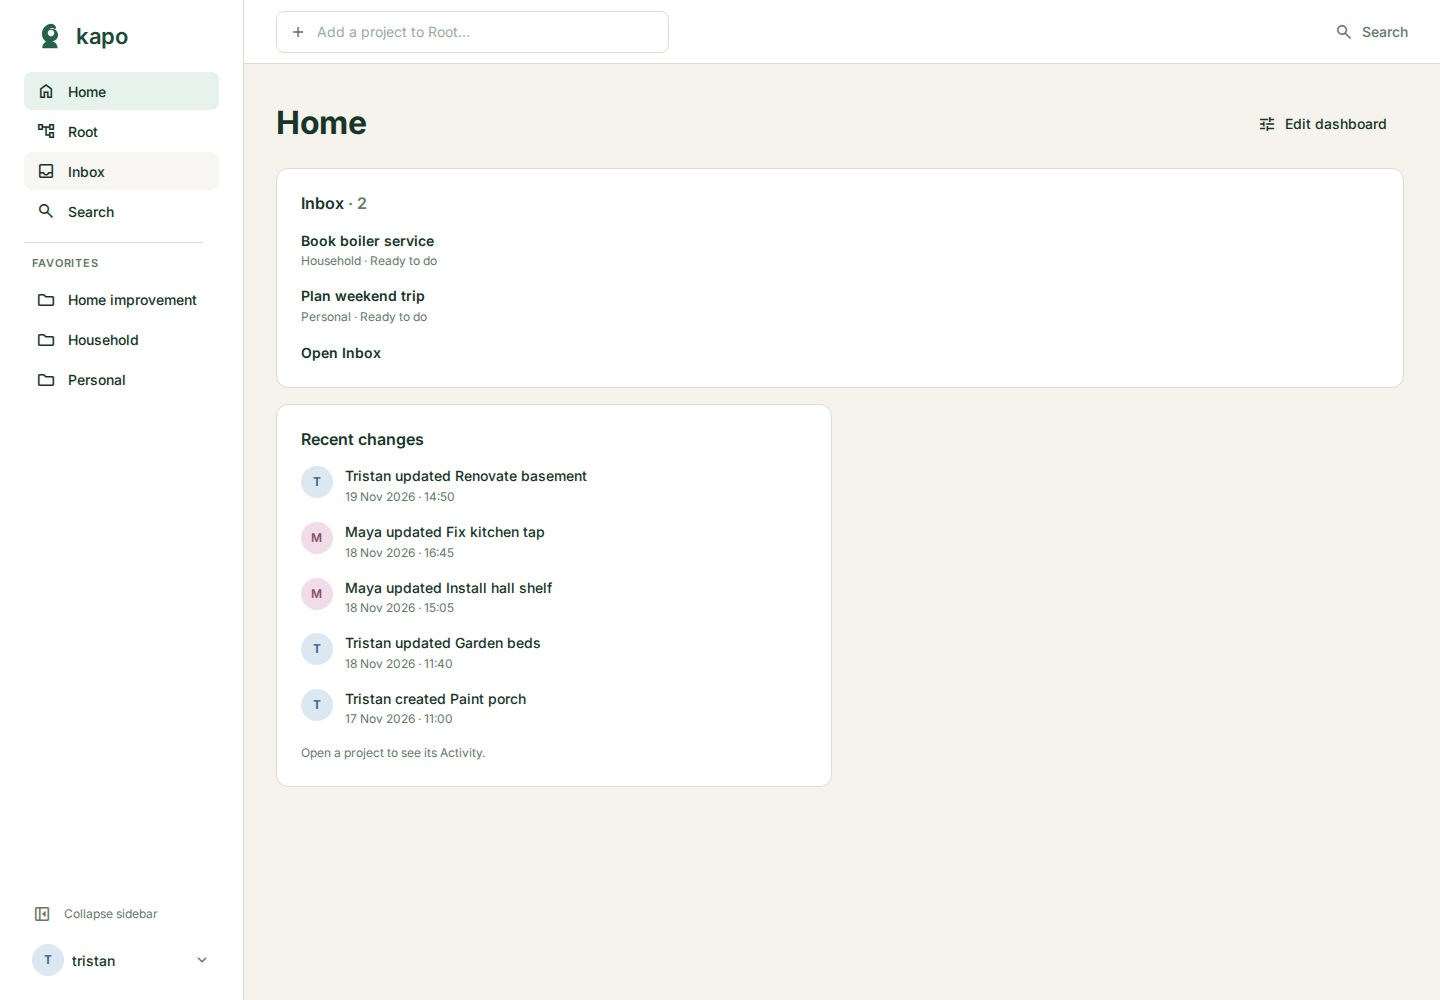 kapo
Home
Root
Inbox
Search
FAVORITES
Home improvement
Household
Personal
Collapse sidebar
T
tristan
Add a project to Root...
Search
Home
Edit dashboard
Inbox · 2
Book boiler service
Household · Ready to do
Plan weekend trip
Personal · Ready to do
Open Inbox
Recent changes
T
Tristan updated Renovate basement
19 Nov 2026 · 14:50
M
Maya updated Fix kitchen tap
18 Nov 2026 · 16:45
M
Maya updated Install hall shelf
18 Nov 2026 · 15:05
T
Tristan updated Garden beds
18 Nov 2026 · 11:40
T
Tristan created Paint porch
17 Nov 2026 · 11:00
Open a project to see its Activity.